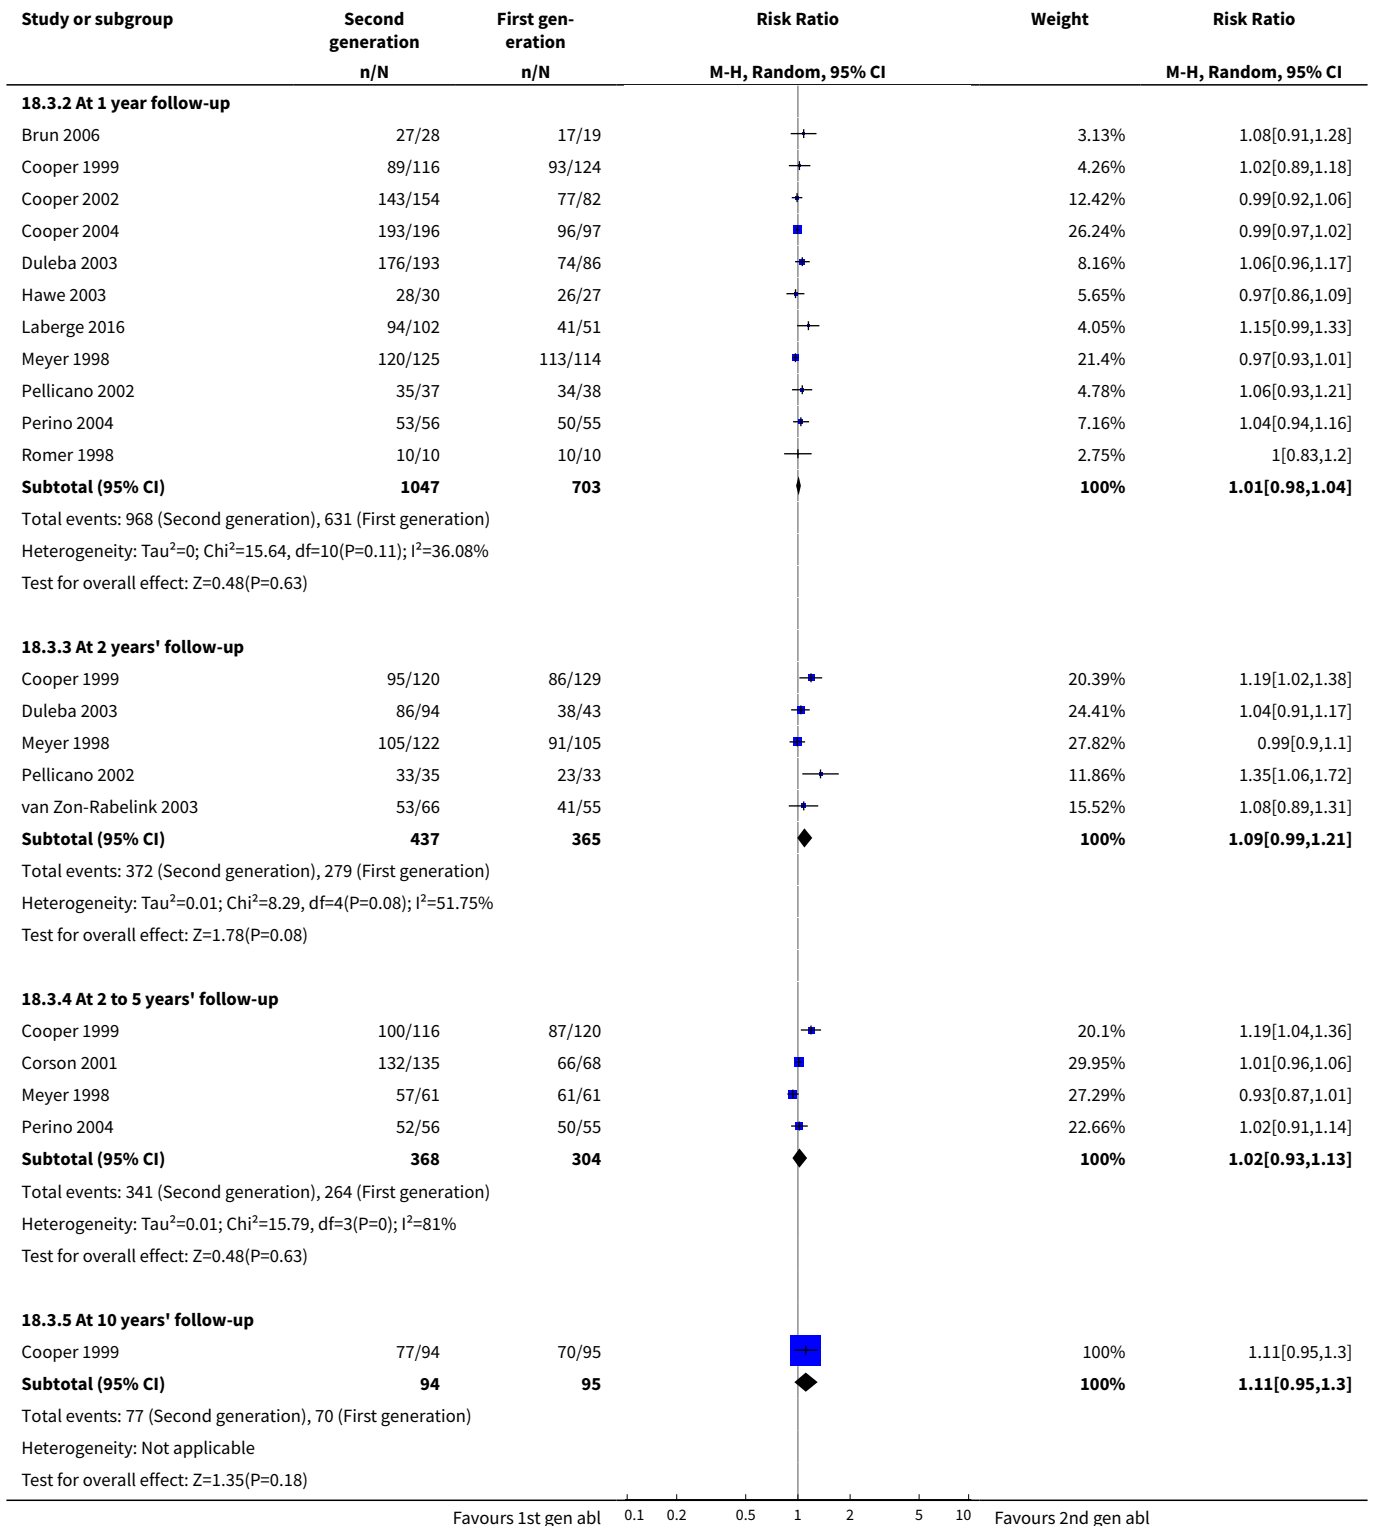 Study or subgroup Second generation First gen-eration Risk Ratio Weight Risk Ratio
n/N n/N M-H, Random, 95% CI M-H, Random, 95% CI
18.3.2 At 1 year follow-up
Brun 2006 27/28 17/19 3.13% 1.08[0.91,1.28]
Cooper 1999 89/116 93/124 4.26% 1.02[0.89,1.18]
Cooper 2002 143/154 77/82 12.42% 0.99[0.92,1.06]
Cooper 2004 193/196 96/97 26.24% 0.99[0.97,1.02]
Duleba 2003 176/193 74/86 8.16% 1.06[0.96,1.17]
Hawe 2003 28/30 26/27 5.65% 0.97[0.86,1.09]
Laberge 2016 94/102 41/51 4.05% 1.15[0.99,1.33]
Meyer 1998 120/125 113/114 21.4% 0.97[0.93,1.01]
Pellicano 2002 35/37 34/38 4.78% 1.06[0.93,1.21]
Perino 2004 53/56 50/55 7.16% 1.04[0.94,1.16]
Romer 1998 10/10 10/10 2.75% 1[0.83,1.2]
Subtotal (95% CI) 1047 703 100% 1.01[0.98,1.04]
Total events: 968 (Second generation), 631 (First generation)
Heterogeneity: Tau²=0; Chi²=15.64, df=10(P=0.11); I²=36.08%
Test for overall effect: Z=0.48(P=0.63)
18.3.3 At 2 years' follow-up
Cooper 1999 95/120 86/129 20.39% 1.19[1.02,1.38]
Duleba 2003 86/94 38/43 24.41% 1.04[0.91,1.17]
Meyer 1998 105/122 91/105 27.82% 0.99[0.9,1.1]
Pellicano 2002 33/35 23/33 11.86% 1.35[1.06,1.72]
van Zon-Rabelink 2003 53/66 41/55 15.52% 1.08[0.89,1.31]
Subtotal (95% CI) 437 365 100% 1.09[0.99,1.21]
Total events: 372 (Second generation), 279 (First generation)
Heterogeneity: Tau²=0.01; Chi²=8.29, df=4(P=0.08); I²=51.75%
Test for overall effect: Z=1.78(P=0.08)
18.3.4 At 2 to 5 years' follow-up
Cooper 1999 100/116 87/120 20.1% 1.19[1.04,1.36]
Corson 2001 132/135 66/68 29.95% 1.01[0.96,1.06]
Meyer 1998 57/61 61/61 27.29% 0.93[0.87,1.01]
Perino 2004 52/56 50/55 22.66% 1.02[0.91,1.14]
Subtotal (95% CI) 368 304 100% 1.02[0.93,1.13]
Total events: 341 (Second generation), 264 (First generation)
Heterogeneity: Tau²=0.01; Chi²=15.79, df=3(P=0); I²=81%
Test for overall effect: Z=0.48(P=0.63)
18.3.5 At 10 years' follow-up
Cooper 1999 77/94 70/95 100% 1.11[0.95,1.3]
Subtotal (95% CI) 94 95 100% 1.11[0.95,1.3]
Total events: 77 (Second generation), 70 (First generation)
Heterogeneity: Not applicable
Test for overall effect: Z=1.35(P=0.18)
Favours 1st gen abl 0.1 0.2 0.5 1 2 5 10 Favours 2nd gen abl